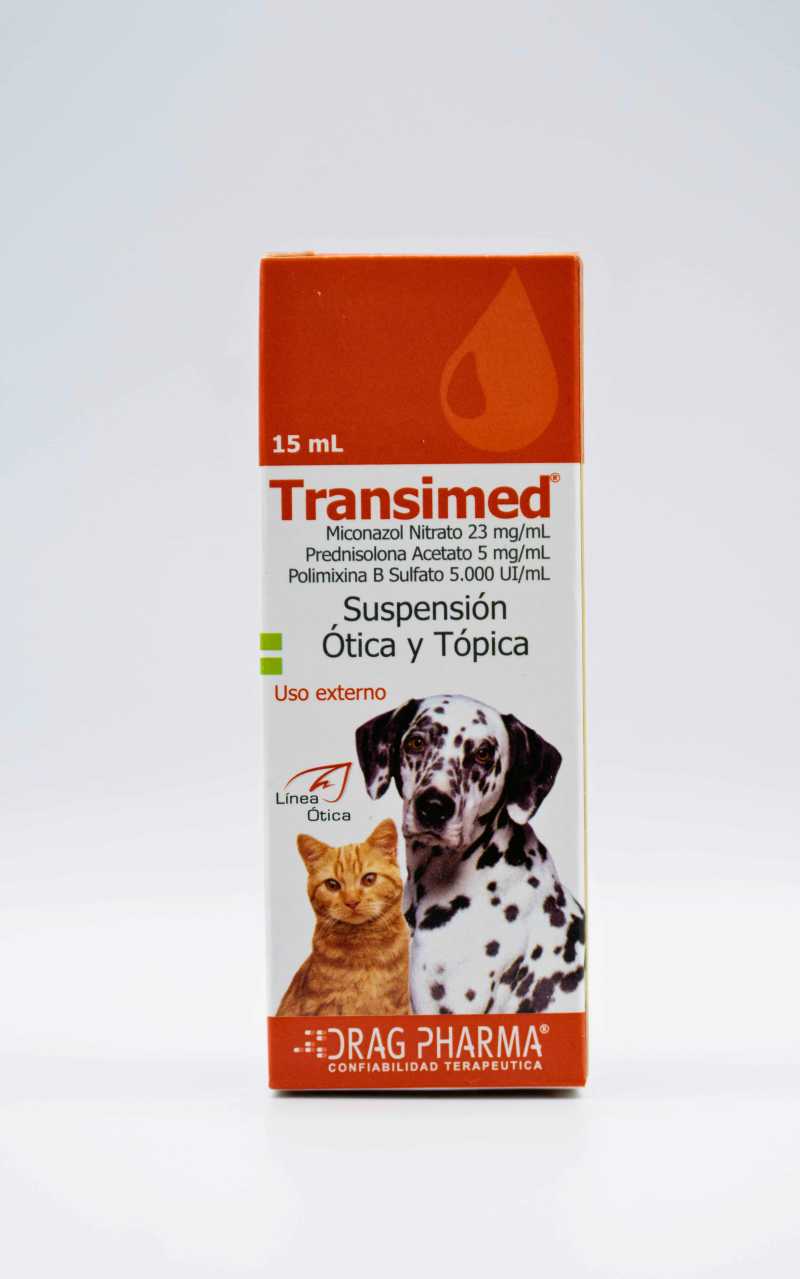 15 mL
Transimed®
Miconazol Nitrato 23 mg/mL
Prednisolona Acetato 5 mg/mL
Polimixina B Sulfato 5.000 UI/mL
Suspensión
Ótica y Tópica
Uso externo
Línea
Ótica
DRAG PHARMA®
CONFIABILIDAD TERAPEUTICA